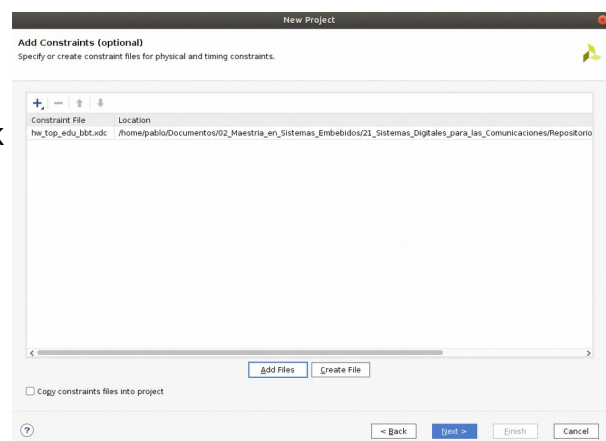 New Project
Add Constraints (optional)
Specify or create constraint files for physical and timing constraints.
Constraint File Location
hw_top_edu_bbt.xdc /home/pablo/Documentos/02_Maestria_en_Sistemas_Embebidos/21_Sistemas_Digitales_para_las_Comunicaciones/Repositorio
Add Files Create File
Copy constraints files into project
? < Back Next > Finish Cancel